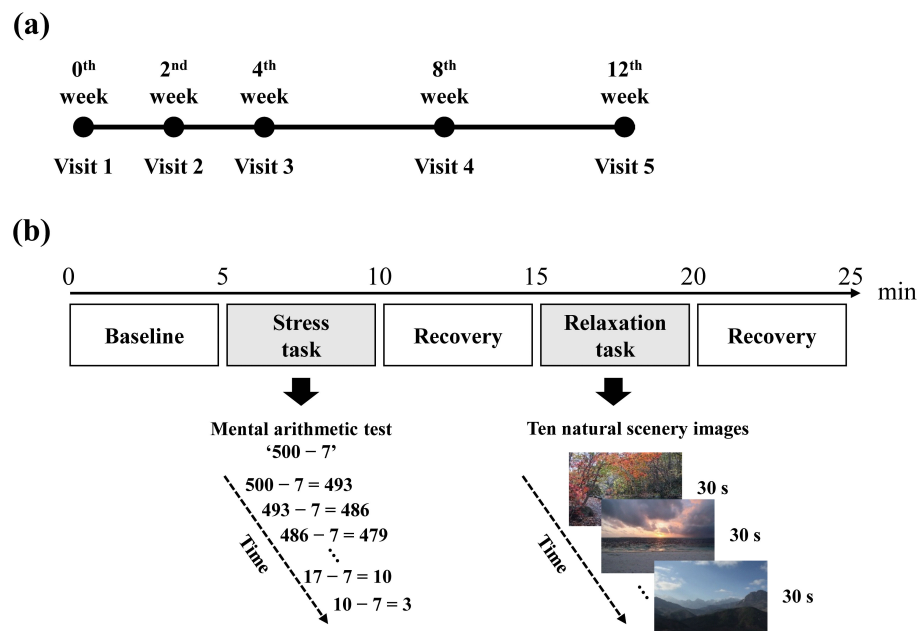 (a)
0th 2nd 4th 8th 12th
week week week week week
Visit 1 Visit 2 Visit 3 Visit 4 Visit 5
(b)
0 5 10 15 20 25
min
Baseline
Stress
task
Recovery
Relaxation
task
Recovery
Mental arithmetic test
‘500 – 7’
500 – 7 = 493
493 – 7 = 486
486 – 7 = 479
⋱
17 – 7 = 10
10 – 7 = 3
Time
Ten natural scenery images
30 s
30 s
⋱
30 s
Time